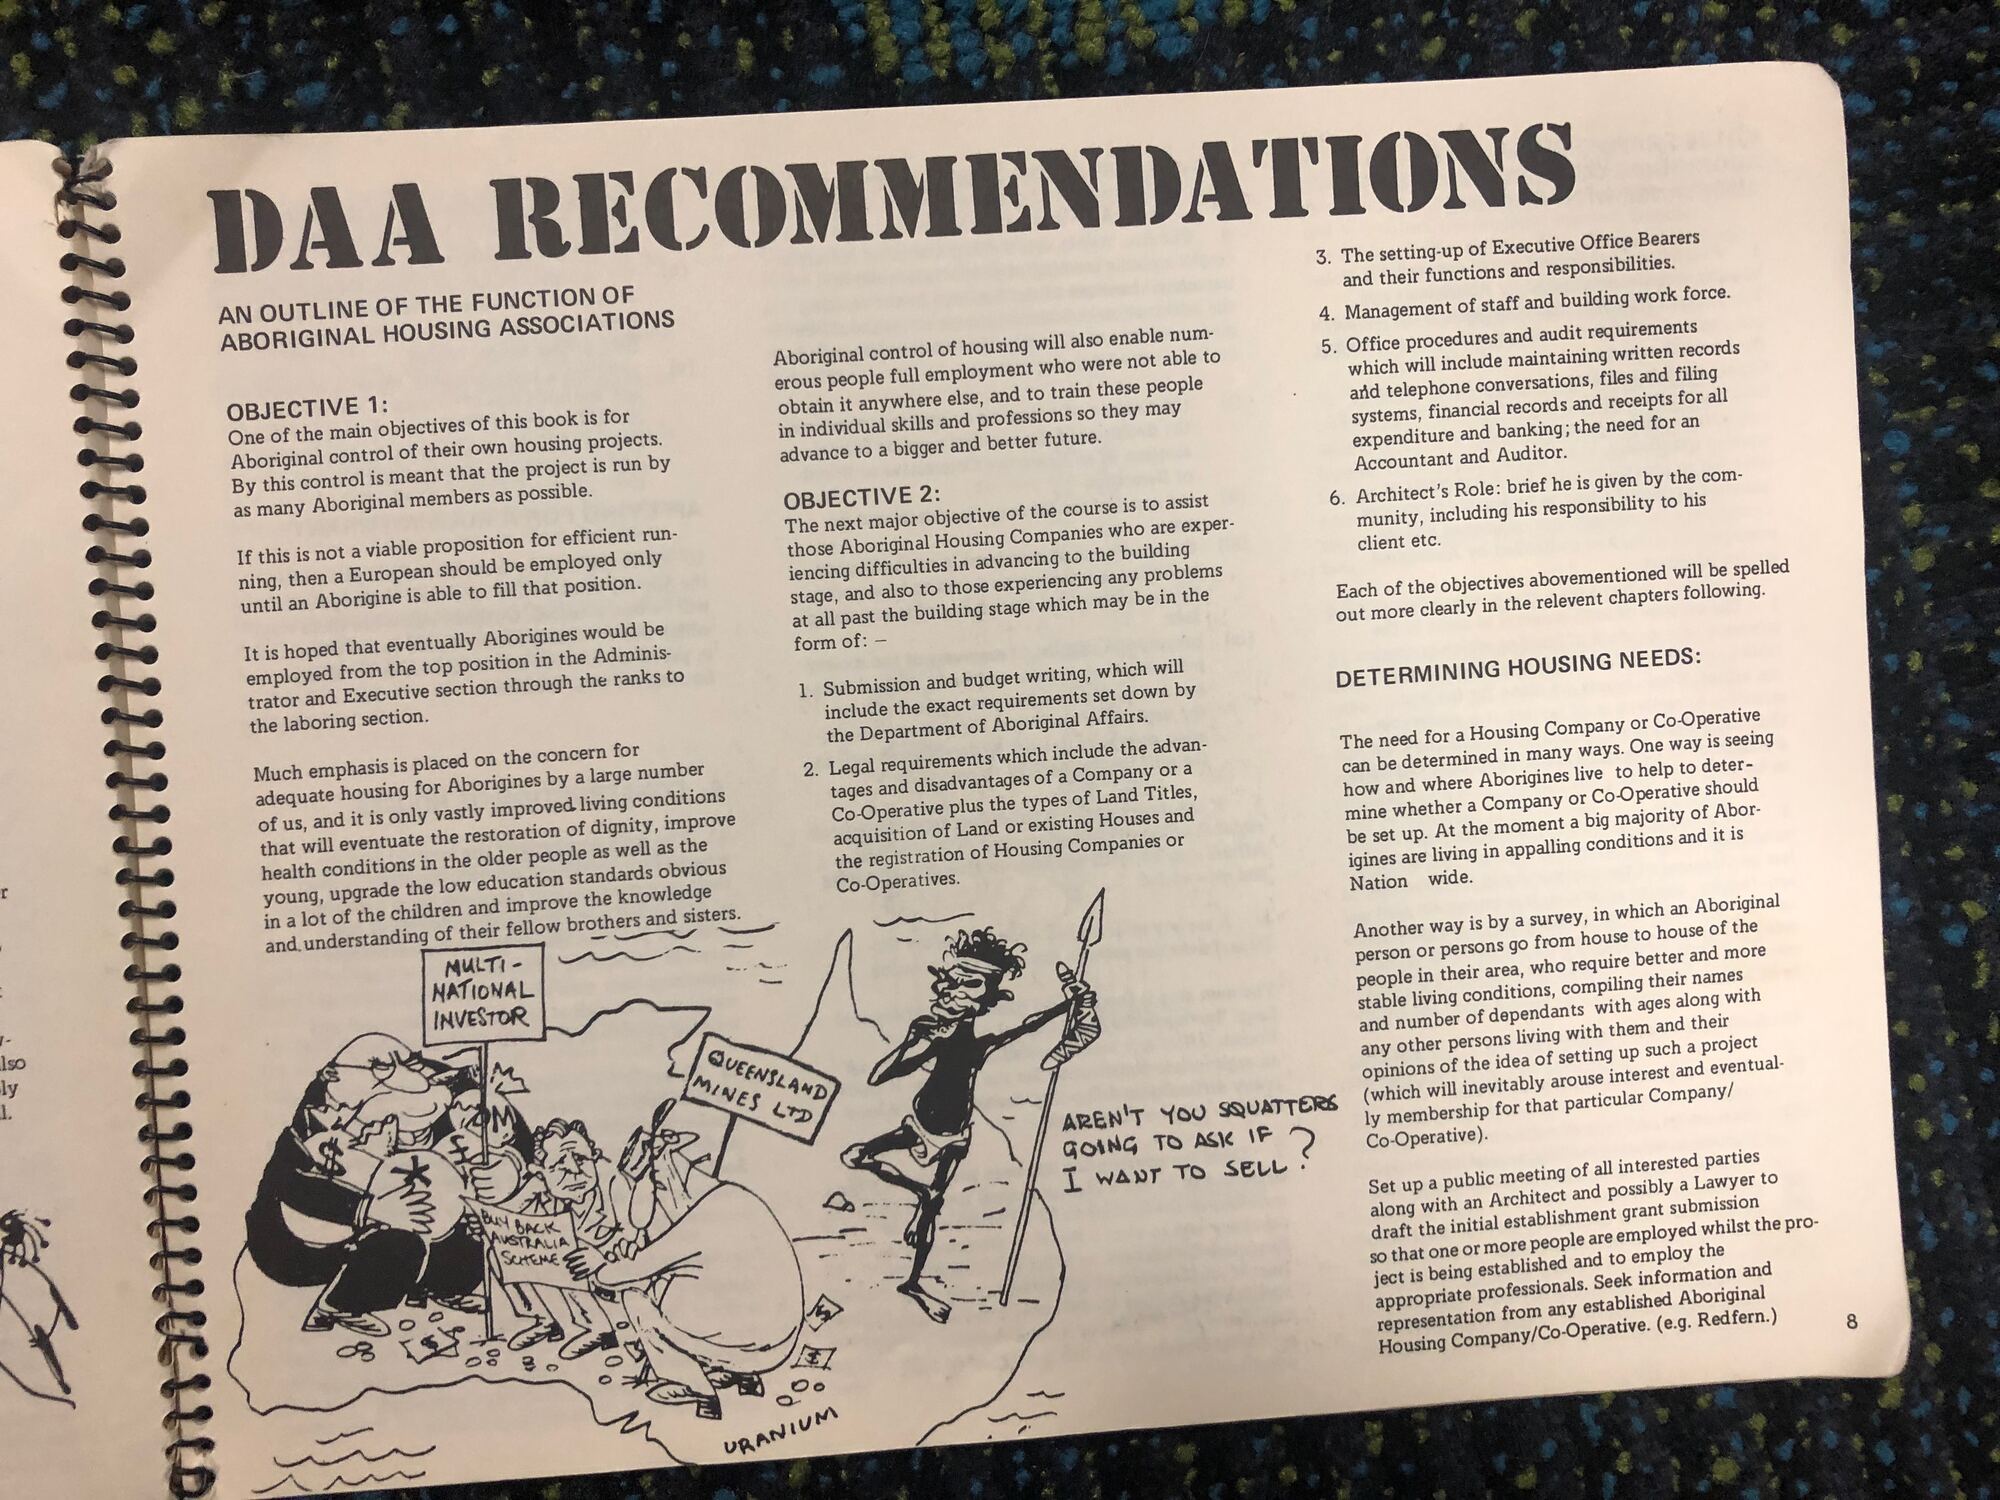 DAA RECOMMENDATIONS
AN OUTLINE OF THE FUNCTION OF
ABORIGINAL HOUSING ASSOCIATIONS
OBJECTIVE 1:
One of the main objectives of this book is for
Aboriginal control of their own housing projects.
By this control is meant that the project is run by
as many Aboriginal members as possible.
If this is not a viable proposition for efficient run-
ning, then a European should be employed only
until an Aborigine is able to fill that position.
It is hoped that eventually Aborigines would be
employed from the top position in the Adminis-
trator and Executive section through the ranks to
the laboring section.
Much emphasis is placed on the concern for
adequate housing for Aborigines by a large number
of us, and it is only vastly improved living conditions
that will eventuate the restoration of dignity, improve
health conditions in the older people as well as the
young, upgrade the low education standards obvious
in a lot of the children and improve the knowledge
and understanding of their fellow brothers and sisters.
Aboriginal control of housing will also enable num-
erous people full employment who were not able to
obtain it anywhere else, and to train these people
in individual skills and professions so they may
advance to a bigger and better future.
OBJECTIVE 2:
The next major objective of the course is to assist
those Aboriginal Housing Companies who are exper-
iencing difficulties in advancing to the building
stage, and also to those experiencing any problems
at all past the building stage which may be in the
form of: –
1. Submission and budget writing, which will
include the exact requirements set down by
the Department of Aboriginal Affairs.
2. Legal requirements which include the advan-
tages and disadvantages of a Company or a
Co-Operative plus the types of Land Titles,
acquisition of Land or existing Houses and
the registration of Housing Companies or
Co-Operatives.
3. The setting-up of Executive Office Bearers
and their functions and responsibilities.
4. Management of staff and building work force.
5. Office procedures and audit requirements
which will include maintaining written records
and telephone conversations, files and filing
systems, financial records and receipts for all
expenditure and banking; the need for an
Accountant and Auditor.
6. Architect's Role: brief he is given by the com-
munity, including his responsibility to his
client etc.
Each of the objectives abovementioned will be spelled
out more clearly in the relevent chapters following.
DETERMINING HOUSING NEEDS:
The need for a Housing Company or Co-Operative
can be determined in many ways. One way is seeing
how and where Aborigines live to help to deter-
mine whether a Company or Co-Operative should
be set up. At the moment a big majority of Abor-
igines are living in appalling conditions and it is
Nation wide.
Another way is by a survey, in which an Aboriginal
person or persons go from house to house of the
people in their area, who require better and more
stable living conditions, compiling their names
and number of dependants with ages along with
any other persons living with them and their
opinions of the idea of setting up such a project
(which will inevitably arouse interest and eventual-
ly membership for that particular Company/
Co-Operative).
Set up a public meeting of all interested parties
along with an Architect and possibly a Lawyer to
draft the initial establishment grant submission
so that one or more people are employed whilst the pro-
ject is being established and to employ the
appropriate professionals. Seek information and
representation from any established Aboriginal
Housing Company/Co-Operative. (e.g. Redfern.)
8
MULTI-
NATIONAL
INVESTOR
QUEENSLAND
MINES LTD
$
*
£
DM
BUY BACK
AUSTRALIA
SCHEME
AREN'T YOU SQUATTERS
GOING TO ASK IF
I WANT TO SELL?
$
URANIUM